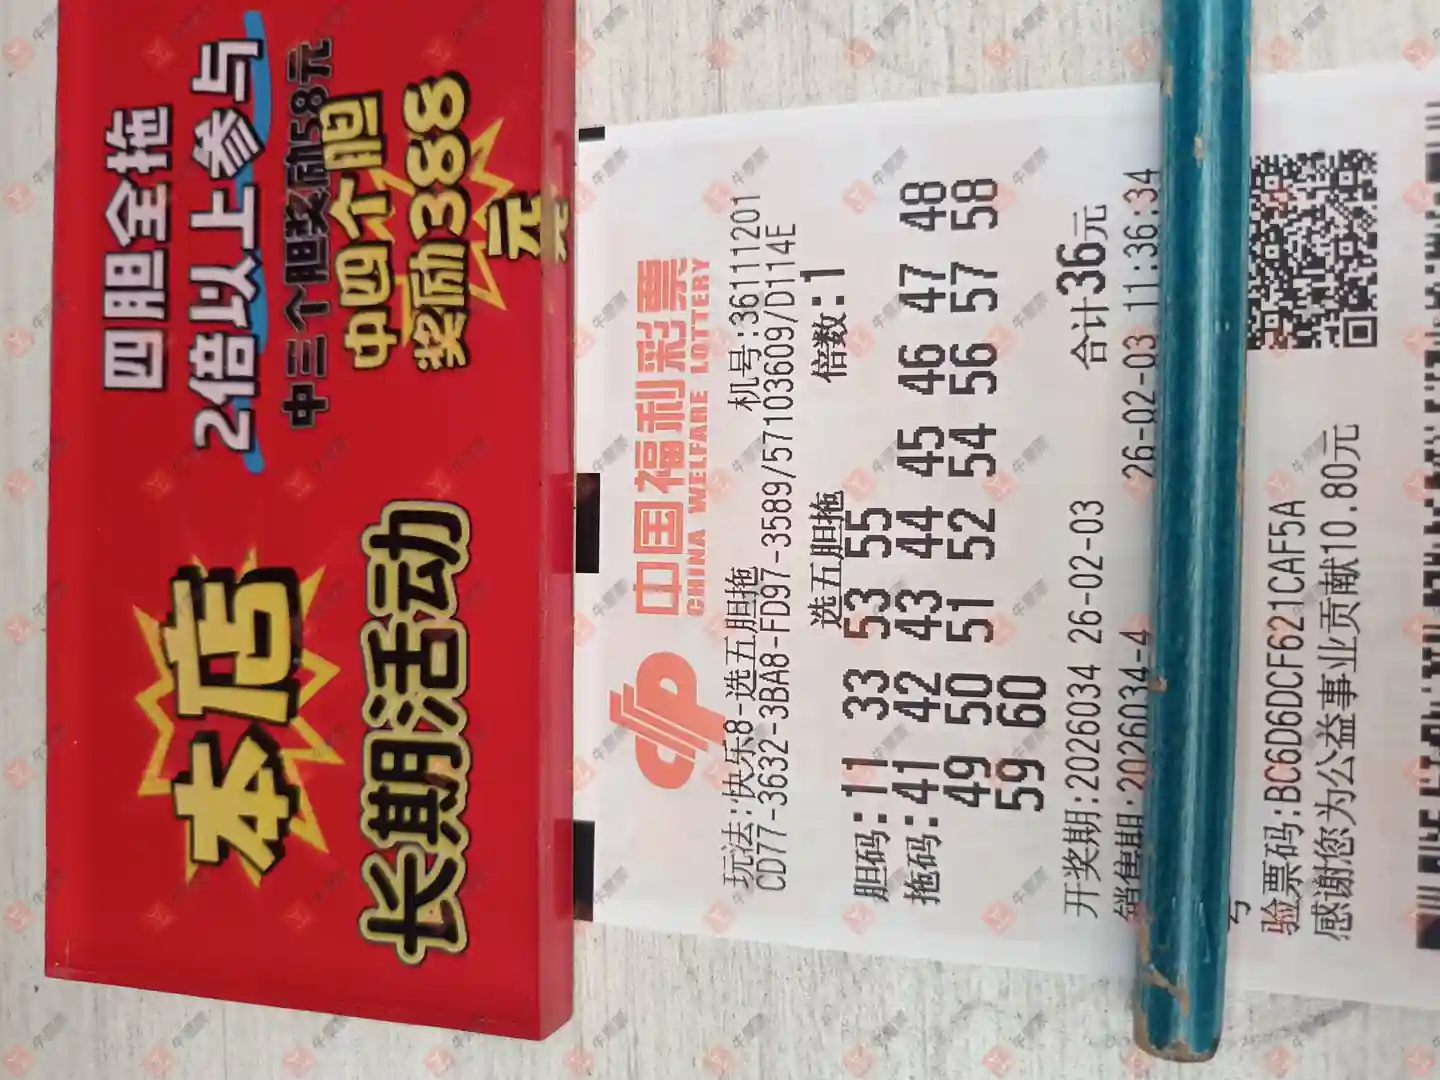 四胆全拖
2倍以上参与
中三个胆奖励58元
中四个胆
奖励388
元
本店
长期活动
中国福利彩票
CHINA WELFARE LOTTERY
玩法:快乐8-选五胆拖 机号:36111201
CD77-3632-3BA8-FD97-3589/57103609/D114E
选五胆拖 倍数:1
胆码:11 33 53 55
拖码:41 42 43 44 45 46 47 48
49 50 51 52 54 56 57 58
59 60
合计36元
开奖期:2026034 26-02-03
销售期:2026034-4 26-02-03 11:36:34
号
验票码:BC6D6DCF621CAF5A
感谢您为公益事业贡献10.80元
牛票票